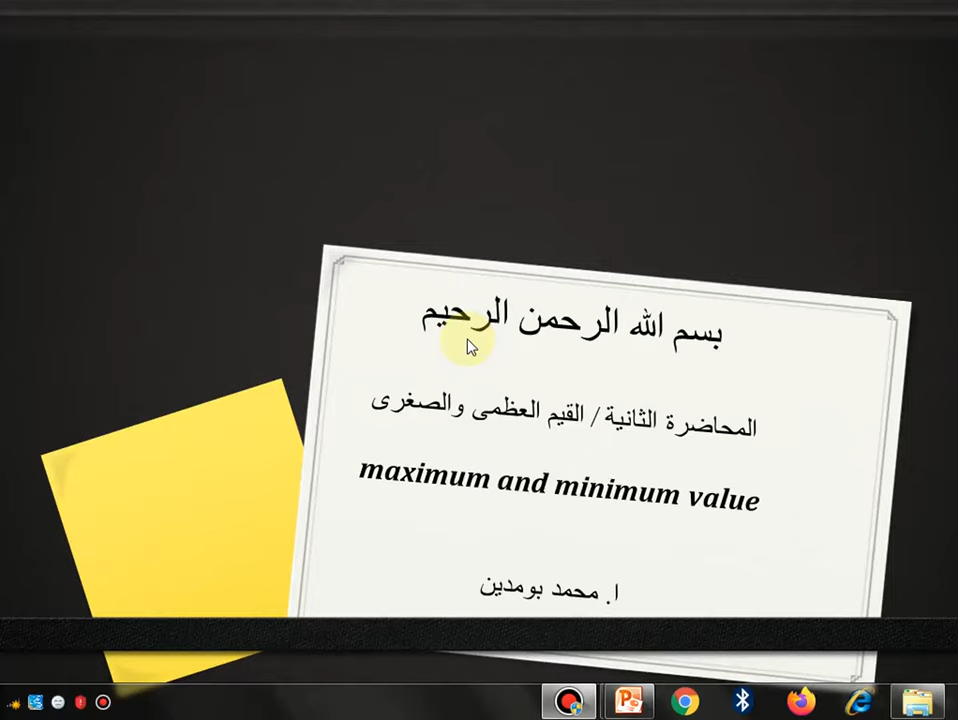 بسم الله الرحمن الرحيم
المحاضرة الثانية / القيم العظمى والصغرى
maximum and minimum value
ا. محمد بومدين